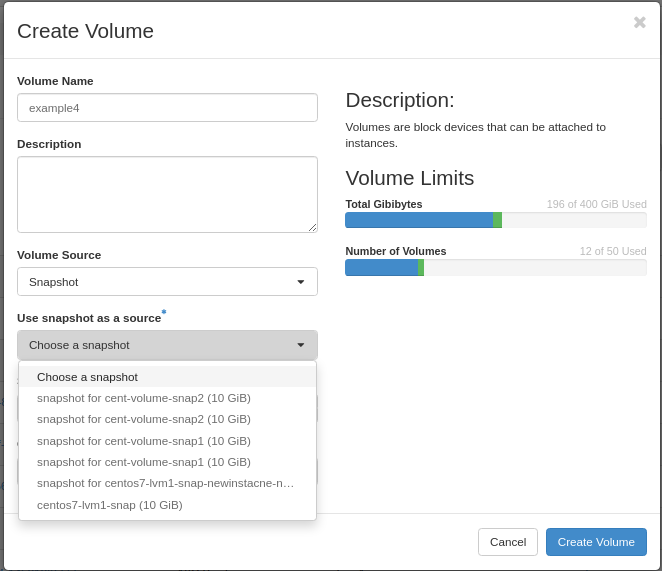 Create Volume
×
Volume Name
example4
Description
Volume Source
Snapshot
Use snapshot as a source*
Choose a snapshot
Choose a snapshot
snapshot for cent-volume-snap2 (10 GiB)
snapshot for cent-volume-snap2 (10 GiB)
snapshot for cent-volume-snap1 (10 GiB)
snapshot for cent-volume-snap1 (10 GiB)
snapshot for centos7-lvm1-snap-newinstacne-n…
centos7-lvm1-snap (10 GiB)
Description:
Volumes are block devices that can be attached to
instances.
Volume Limits
Total Gibibytes 196 of 400 GiB Used
Number of Volumes 12 of 50 Used
Cancel Create Volume